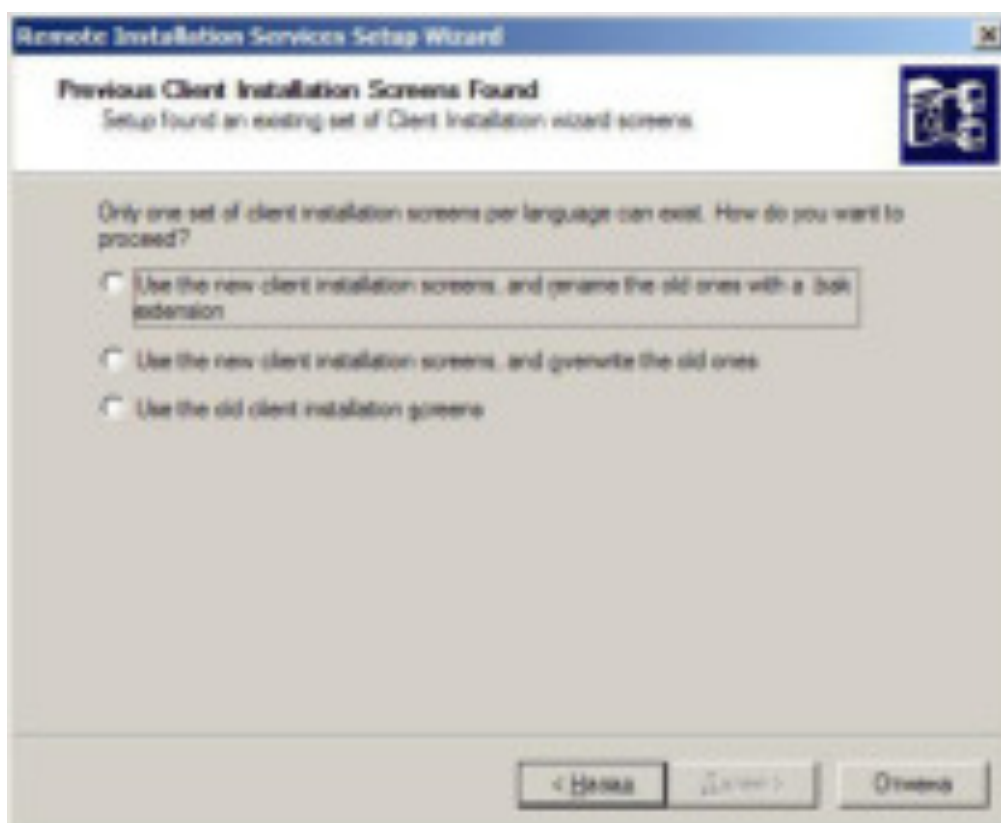 Remote Installation Services Setup Wizard
Previous Client Installation Screens Found
Setup found an existing set of Client Installation wizard screens.
Only one set of client installation screens per language can exist. How do you want to
proceed?
Use the new client installation screens, and rename the old ones with a .bak
extension
Use the new client installation screens, and overwrite the old ones
Use the old client installation screens
< Назад
Далее >
Отмена